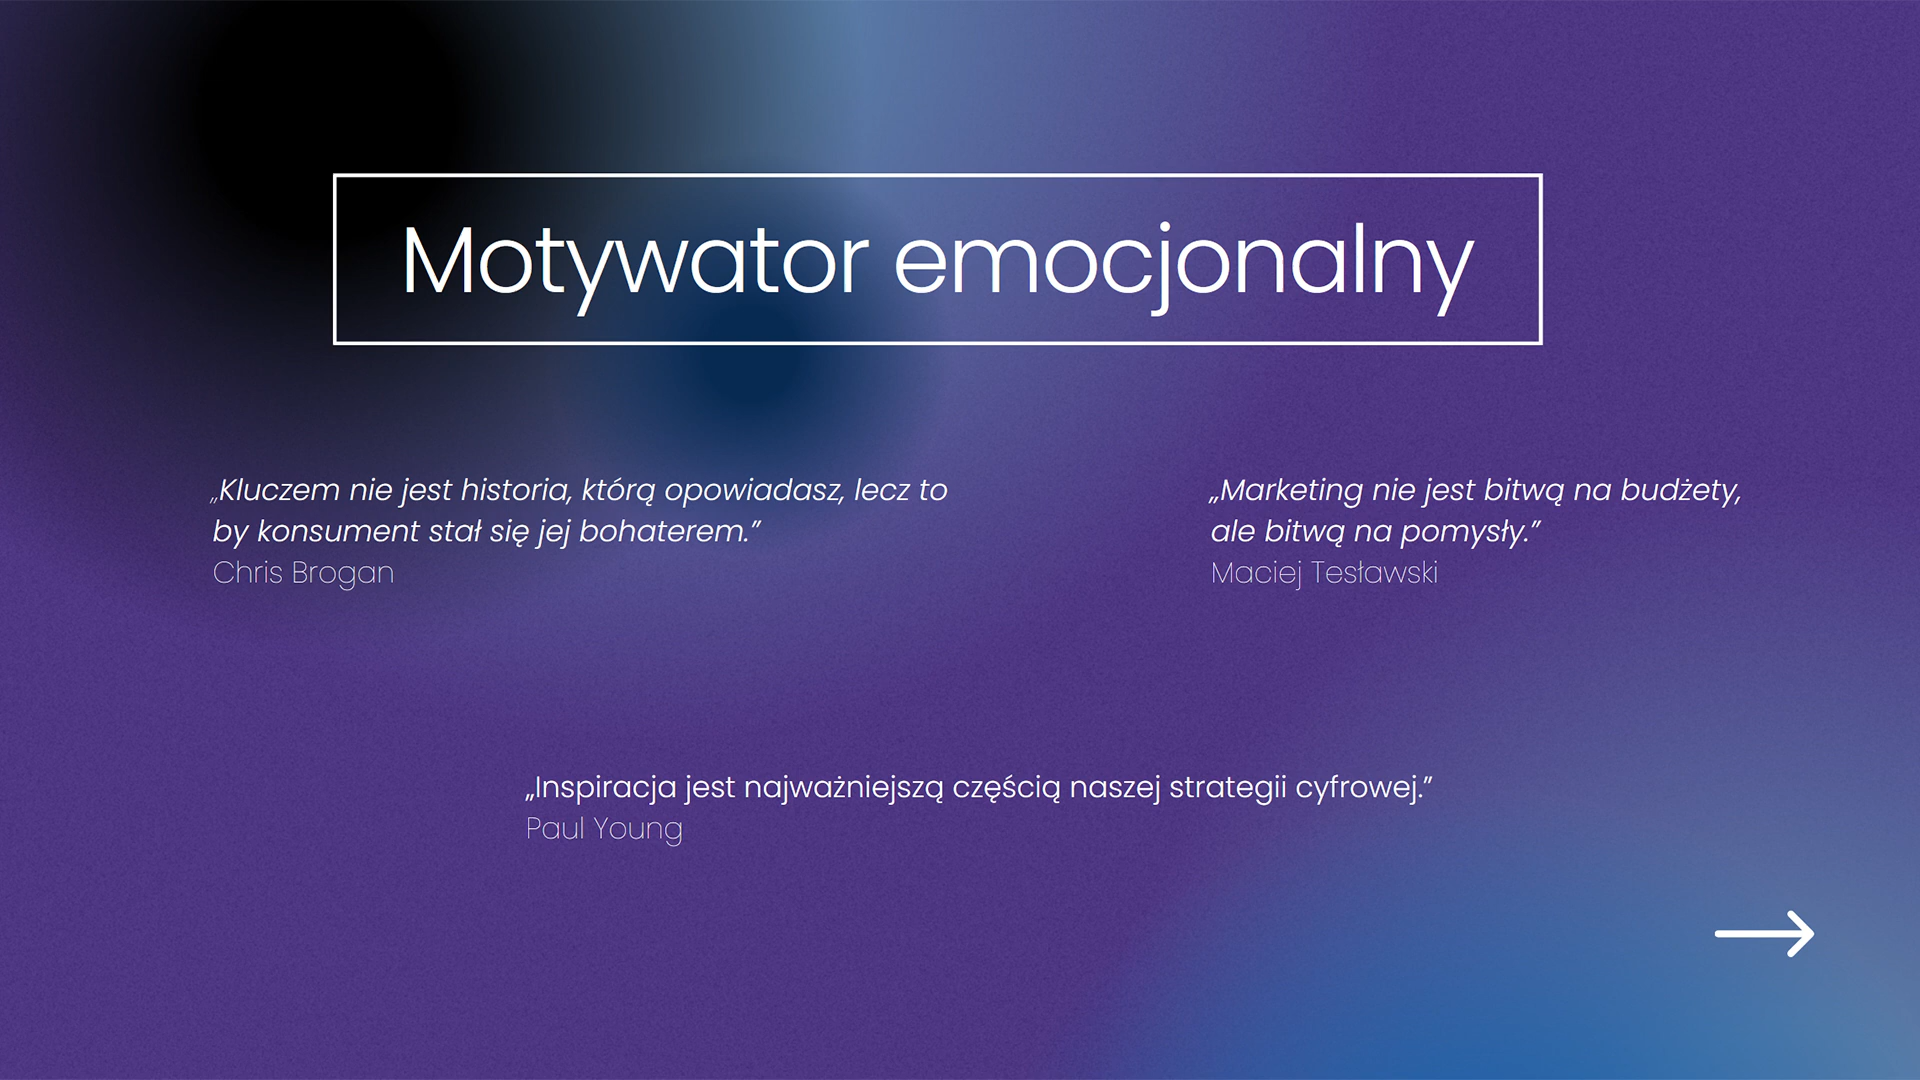 Motywator emocjonalny
„Kluczem nie jest historia, którą opowiadasz, lecz to
by konsument stał się jej bohaterem.”
Chris Brogan
„Marketing nie jest bitwą na budżety,
ale bitwą na pomysły.”
Maciej Tesławski
„Inspiracja jest najważniejszą częścią naszej strategii cyfrowej.”
Paul Young